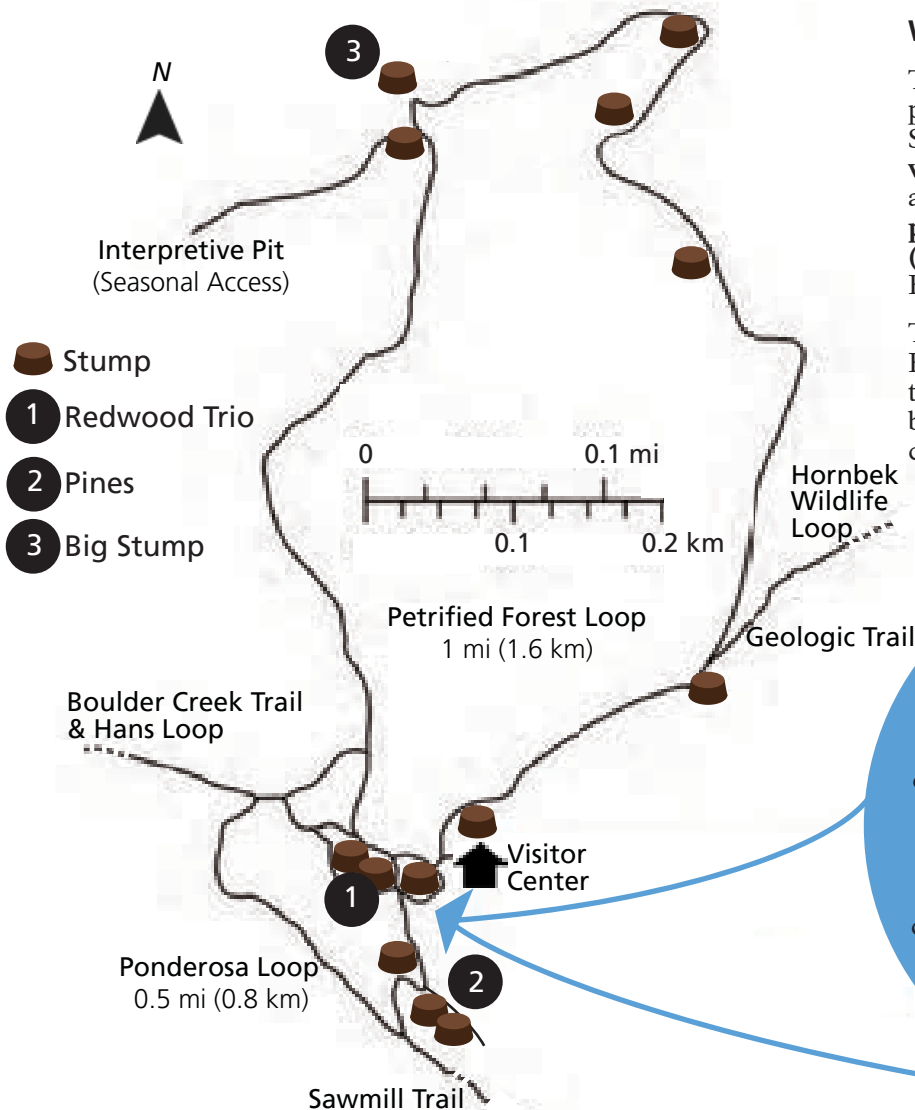 3
N
Interpretive Pit
(Seasonal Access)
Stump
1 Redwood Trio
2 Pines
3 Big Stump
0 0.1 mi
0.1 0.2 km
Hornbek
Wildlife
Loop
Petrified Forest Loop
1 mi (1.6 km)
Geologic Trail
Boulder Creek Trail
& Hans Loop
Visitor
Center
1
Ponderosa Loop
0.5 mi (0.8 km)
2
Sawmill Trail